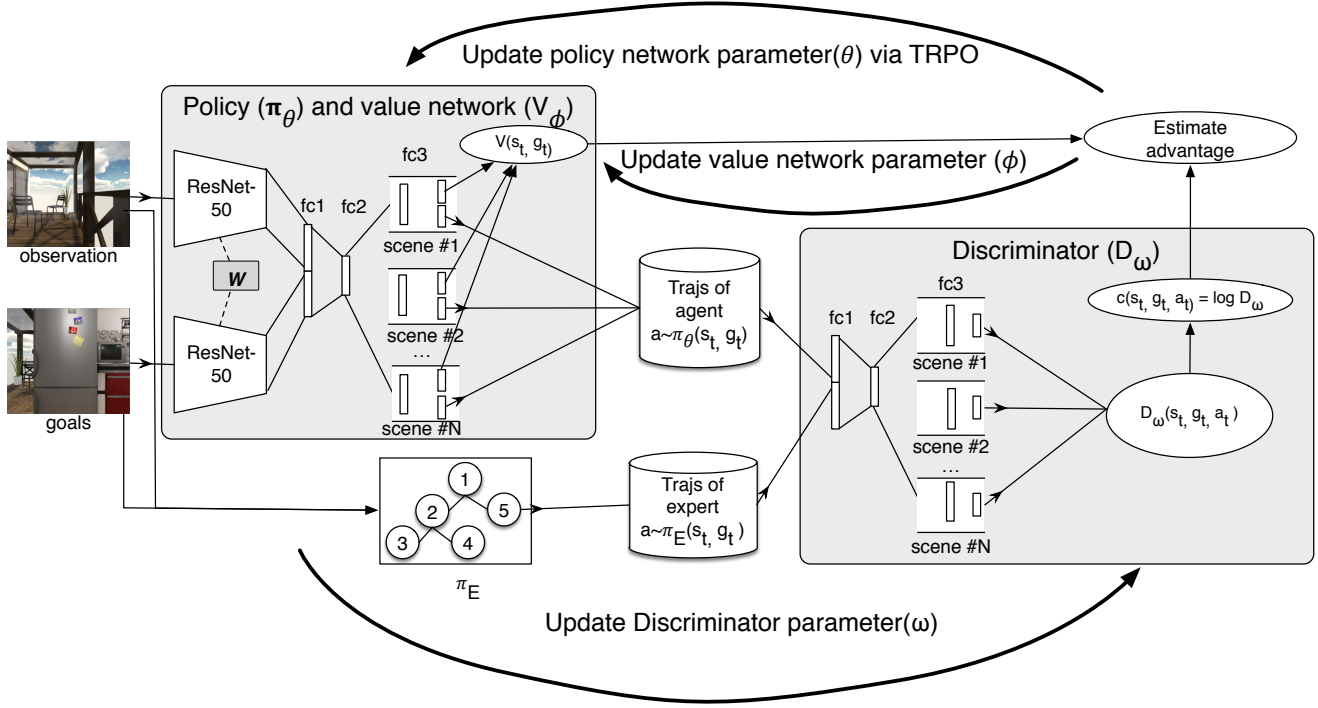 Update policy network parameter(θ) via TRPO
Policy (π_θ) and value network (V_ϕ)
V(s_t, g_t)
Estimate
advantage
Update value network parameter (ϕ)
ResNet-
50
fc1
fc2
fc3
scene #1
observation
W
scene #2
...
ResNet-
50
scene #N
goals
Trajs of
agent
a~π_θ(s_t, g_t)
Discriminator (D_ω)
c(s_t, g_t, a_t) = log D_ω
fc1
fc2
fc3
scene #1
scene #2
...
scene #N
D_ω(s_t, g_t, a_t )
1
2
5
3
4
π_E
Trajs of
expert
a~π_E(s_t, g_t )
Update Discriminator parameter(ω)